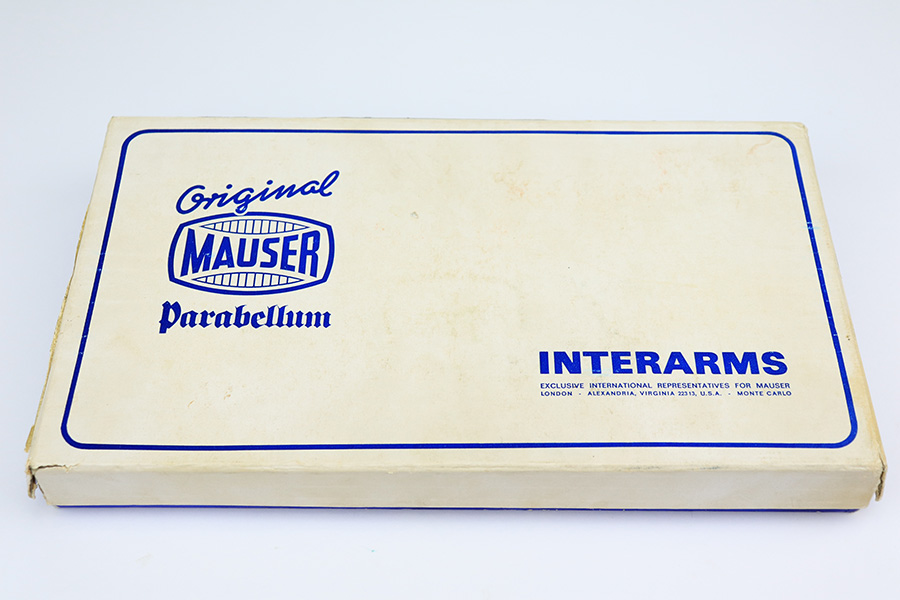 Original
MAUSER
Parabellum
INTERARMS
EXCLUSIVE INTERNATIONAL REPRESENTATIVES FOR MAUSER
LONDON - ALEXANDRIA, VIRGINIA 22313, U.S.A. - MONTE CARLO